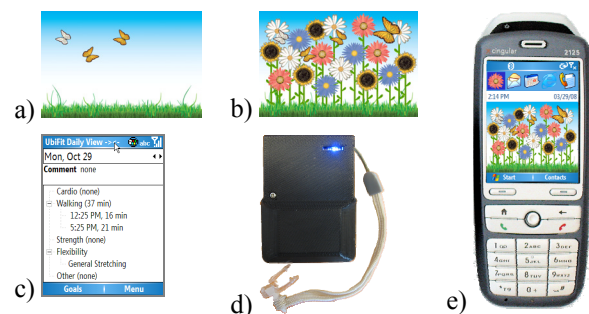 a)
b)
c)
UbiFit Daily View -> abc
Mon, Oct 29
Comment none
Cardio (none)
Walking (37 min)
12:25 PM, 16 min
5:25 PM, 21 min
Strength (none)
Flexibility
General Stretching
Other (none)
Goals Menu
d)
e)
cingular 2125
2:14 PM 03/29/08
Start Contacts